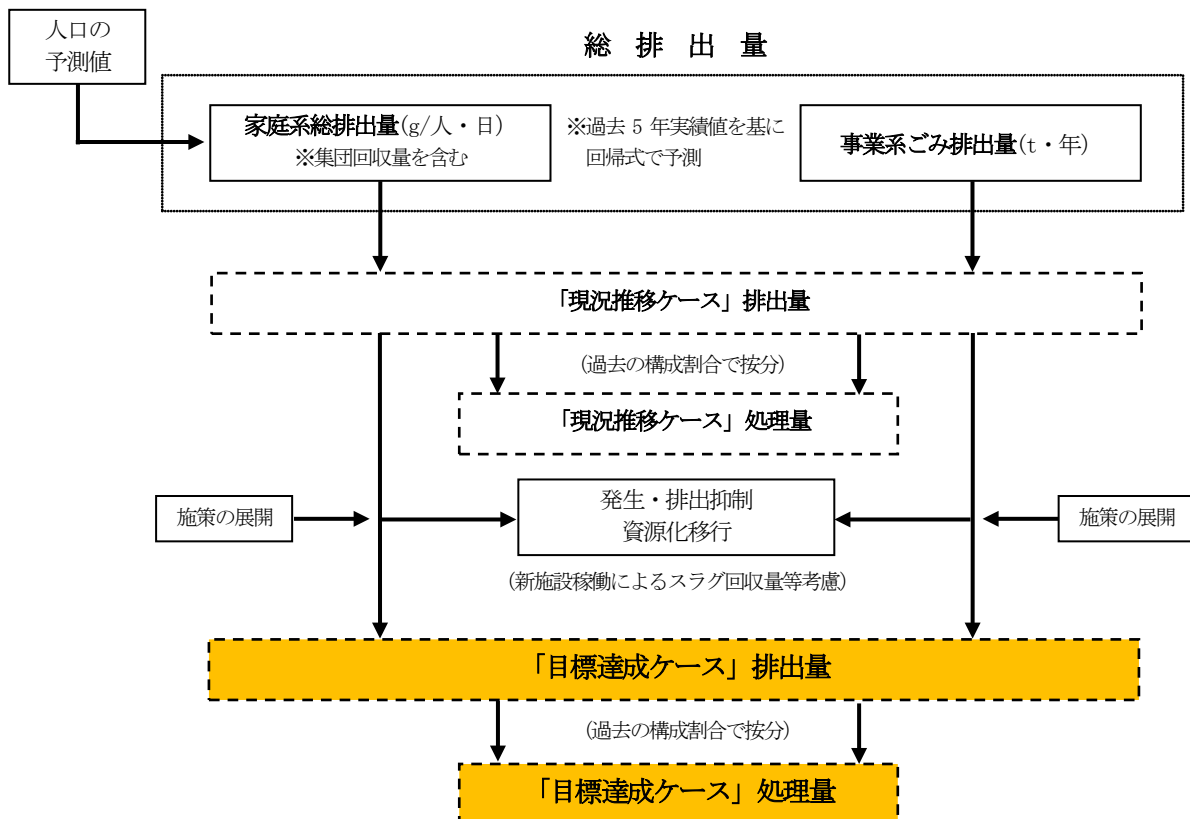 人口の
予測値
総 排 出 量
家庭系総排出量(g/人・日)
※集団回収量を含む
※過去 5 年実績値を基に
回帰式で予測
事業系ごみ排出量(t・年)
「現況推移ケース」排出量
(過去の構成割合で按分)
「現況推移ケース」処理量
施策の展開
発生・排出抑制
資源化移行
施策の展開
(新施設稼働によるスラグ回収量等考慮)
「目標達成ケース」排出量
(過去の構成割合で按分)
「目標達成ケース」処理量